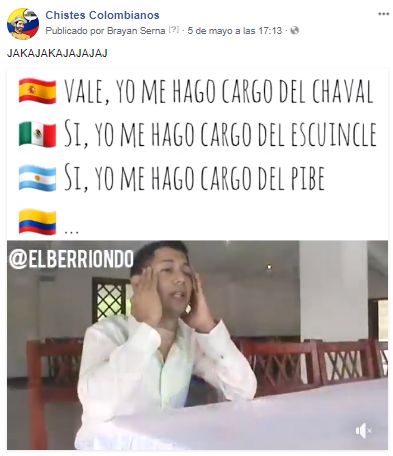 Chistes Colombianos
Publicado por Brayan Serna [?] · 5 de mayo a las 17:13 ·
JAKAJAKAJAJAJAJ
VALE, YO ME HAGO CARGO DEL CHAVAL
SI, YO ME HAGO CARGO DEL ESCUINCLE
SI, YO ME HAGO CARGO DEL PIBE
...
@ELBERRIONDO